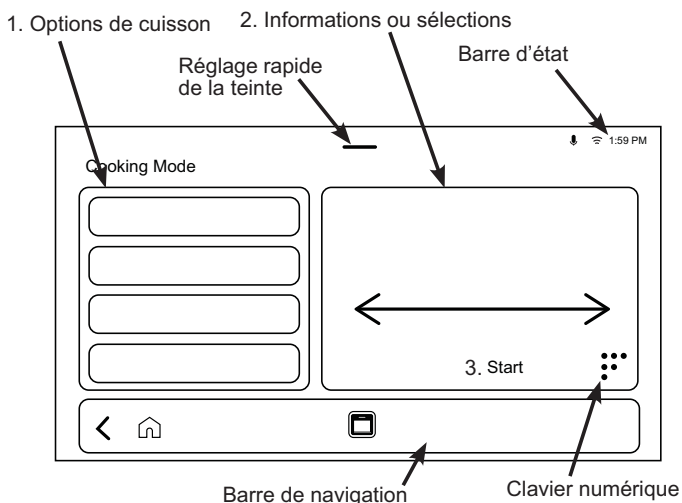 1. Options de cuisson
2. Informations ou sélections
Barre d'état
Réglage rapide
de la teinte
1:59 PM
Cooking Mode
3. Start
Barre de navigation
Clavier numérique